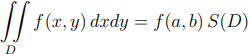 ∬_D f(x, y) dxdy = f(a, b) S(D)